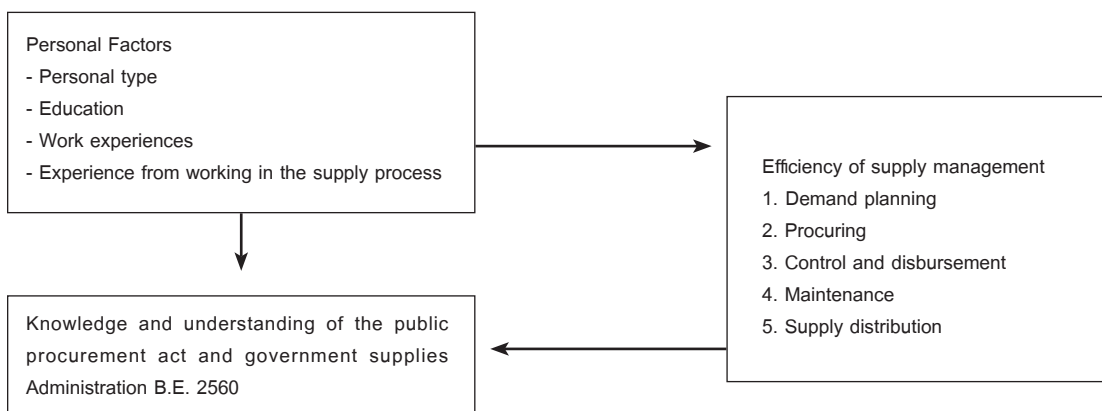 Personal Factors
- Personal type
- Education
- Work experiences
- Experience from working in the supply process
Knowledge and understanding of the public
procurement act and government supplies
Administration B.E. 2560
Efficiency of supply management
1. Demand planning
2. Procuring
3. Control and disbursement
4. Maintenance
5. Supply distribution